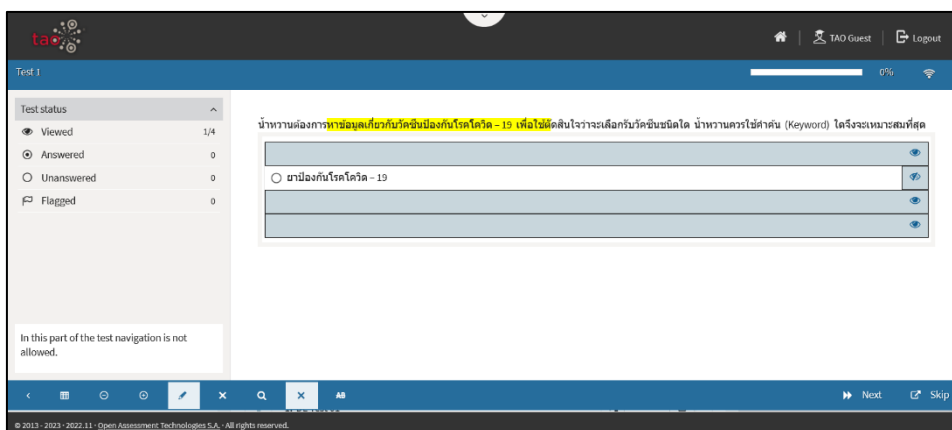 tao
TAO Guest
Logout
Test 1
0%
Test status
Viewed 1/4
Answered 0
Unanswered 0
Flagged 0
น้ำหวานต้องการหาข้อมูลเกี่ยวกับวัคซีนป้องกันโรคโควิด – 19 เพื่อใช้ตัดสินใจว่าจะเลือกรับวัคซีนชนิดใด น้ำหวานควรใช้คำค้น (Keyword) ใดจึงจะเหมาะสมที่สุด
ยาป้องกันโรคโควิด – 19
In this part of the test navigation is not
allowed.
AB
Next
Skip
© 2013 - 2023 · 2022.11 · Open Assessment Technologies S.A. · All rights reserved.